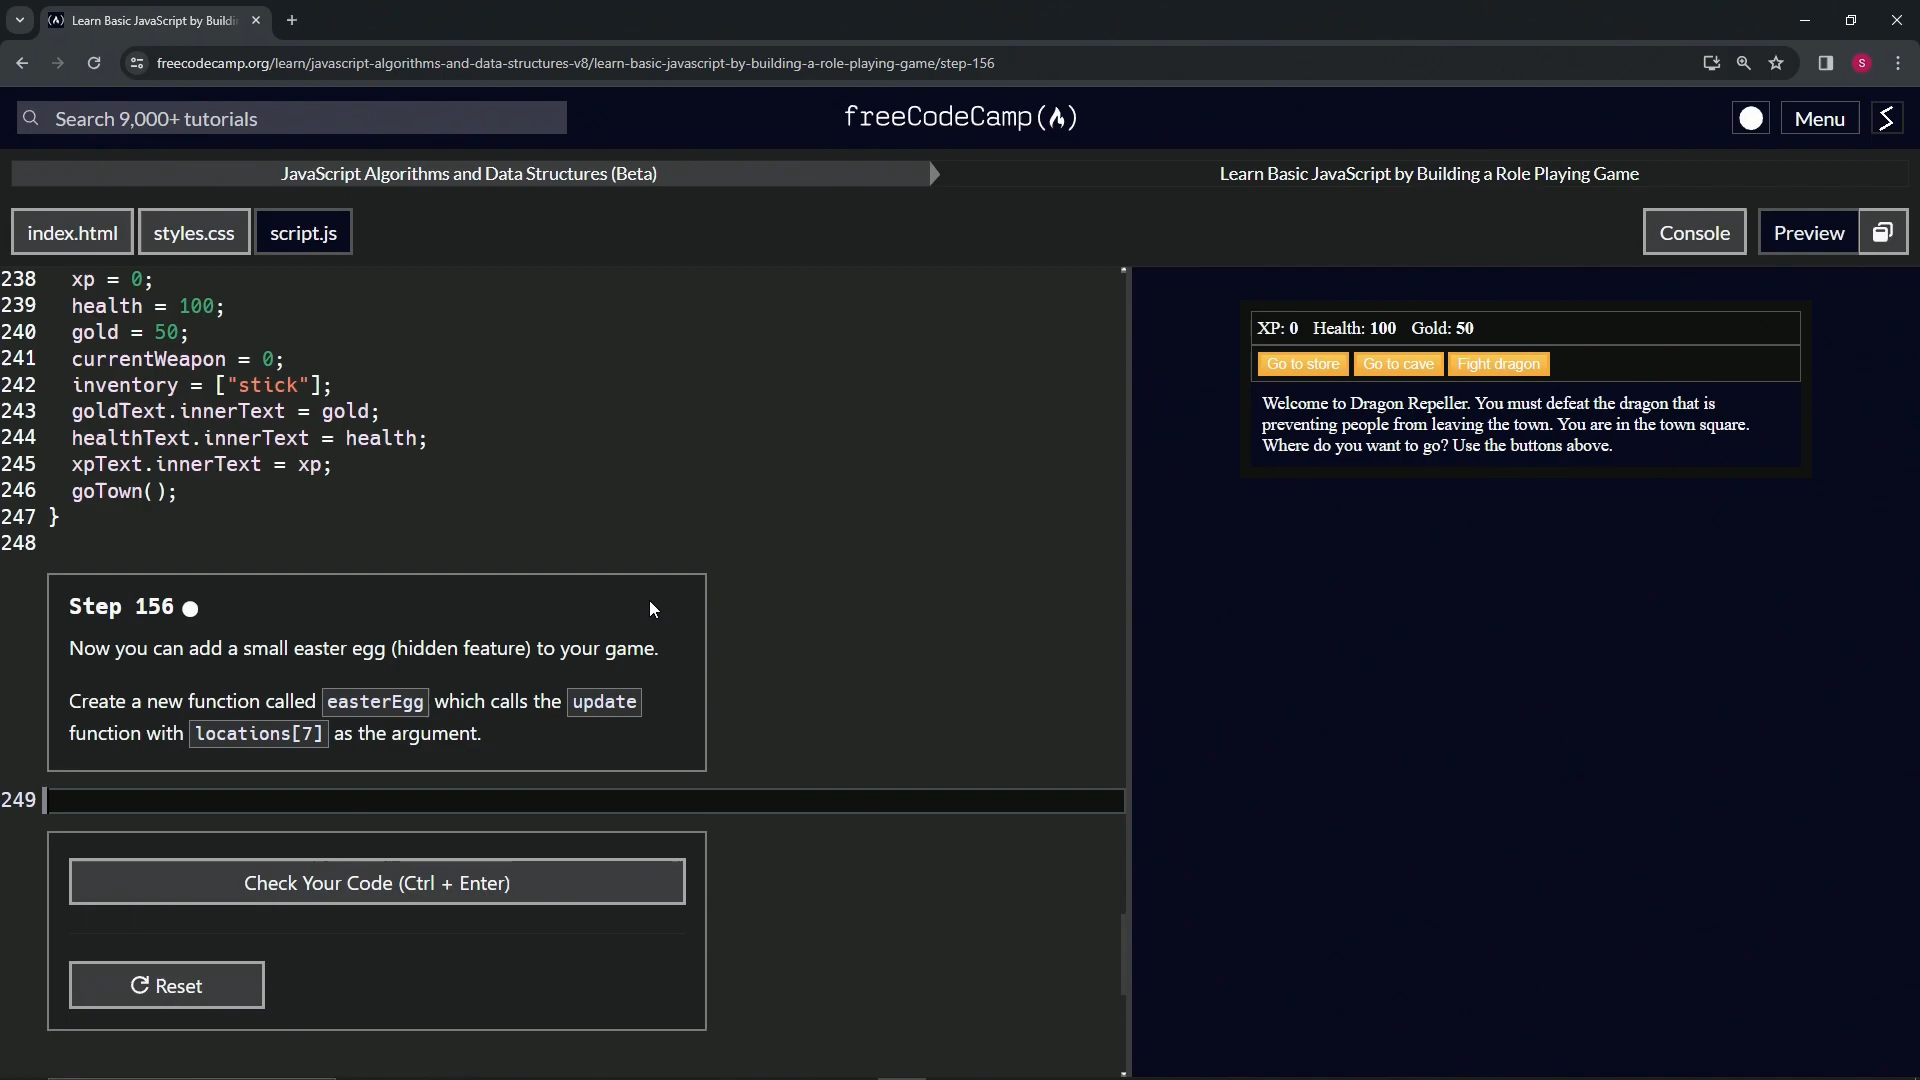 Learn Basic JavaScript by Buildi
freecodecamp.org/learn/javascript-algorithms-and-data-structures-v8/learn-basic-javascript-by-building-a-role-playing-game/step-156
S
Search 9,000+ tutorials
freeCodeCamp(🔥)
Menu
JavaScript Algorithms and Data Structures (Beta)
Learn Basic JavaScript by Building a Role Playing Game
index.html
styles.css
script.js
Console
Preview
238 xp = 0;
239 health = 100;
240 gold = 50;
241 currentWeapon = 0;
242 inventory = ["stick"];
243 goldText.innerText = gold;
244 healthText.innerText = health;
245 xpText.innerText = xp;
246 goTown();
247 }
248
Step 156
Now you can add a small easter egg (hidden feature) to your game.
Create a new function called easterEgg which calls the update
function with locations[7] as the argument.
249
Check Your Code (Ctrl + Enter)
Reset
XP: 0 Health: 100 Gold: 50
Go to store
Go to cave
Fight dragon
Welcome to Dragon Repeller. You must defeat the dragon that is
preventing people from leaving the town. You are in the town square.
Where do you want to go? Use the buttons above.